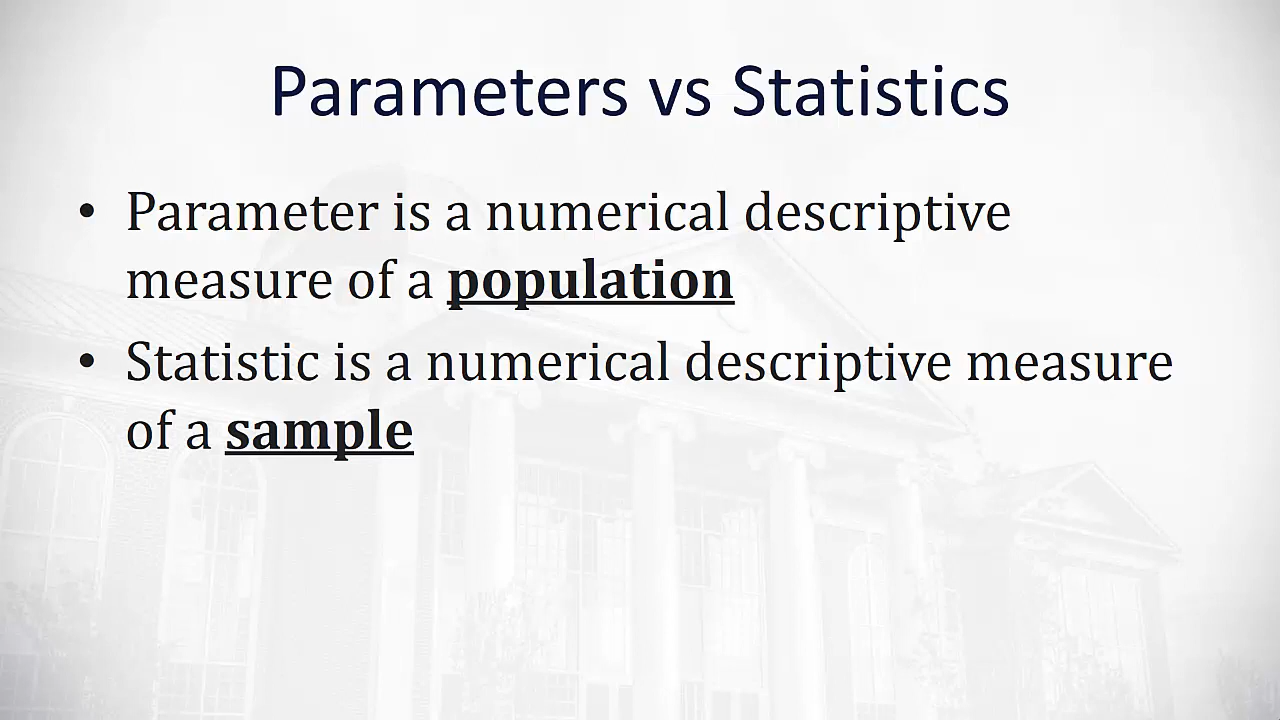 Parameters vs Statistics
• Parameter is a numerical descriptive
measure of a population
• Statistic is a numerical descriptive measure
of a sample